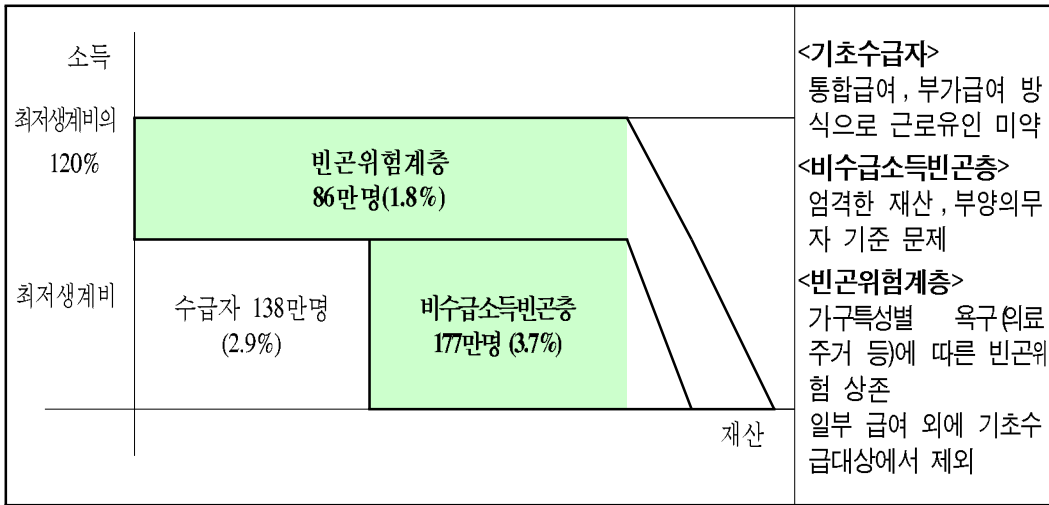 소득
최저생계비의
120%
빈곤위험계층
86만명(1.8%)
최저생계비
수급자 138만명
(2.9%)
비수급소득빈곤층
177만명 (3.7%)
재산
<기초수급자>
통합급여, 부가급여 방
식으로 근로유인 미약
<비수급소득빈곤층>
엄격한 재산, 부양의무
자 기준 문제
<빈곤위험계층>
가구특성별 욕구(의료
주거 등)에 따른 빈곤위
험 상존
일부 급여 외에 기초수
급대상에서 제외